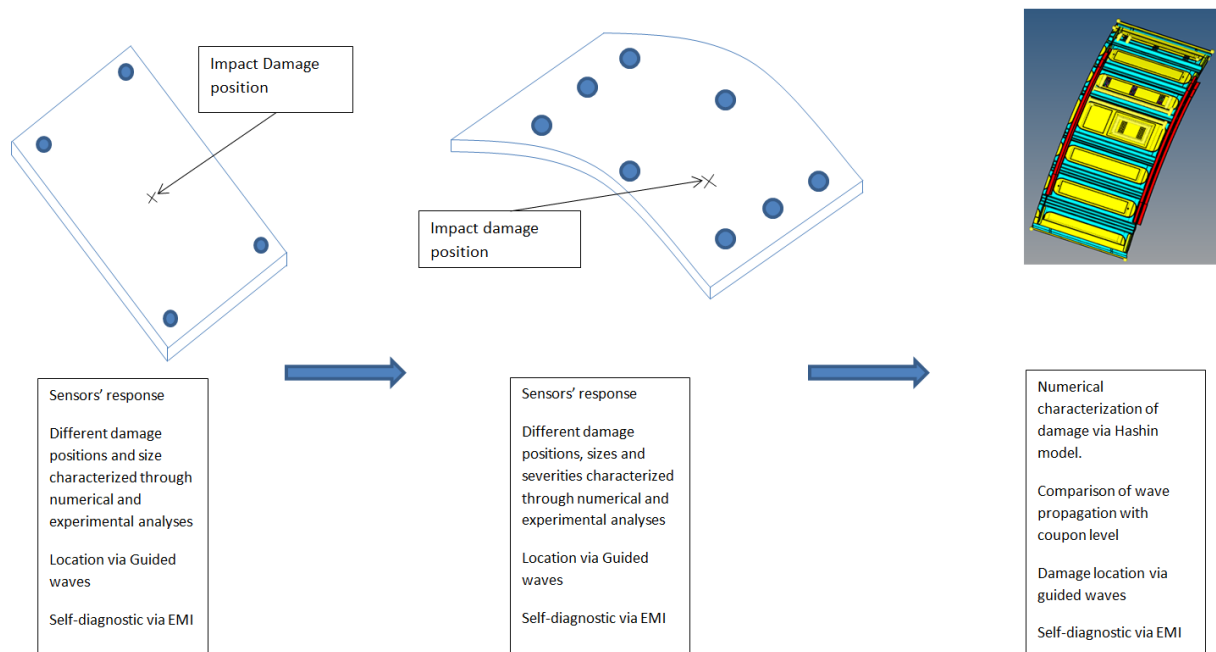 Impact Damage
position
Impact damage
position
Sensors’ response
Different damage
positions and size
characterized through
numerical and
experimental analyses
Location via Guided
waves
Self-diagnostic via EMI
Sensors’ response
Different damage
positions, sizes and
severities characterized
through numerical and
experimental analyses
Location via Guided
waves
Self-diagnostic via EMI
Numerical
characterization of
damage via Hashin
model.
Comparison of wave
propagation with
coupon level
Damage location via
guided waves
Self-diagnostic via EMI